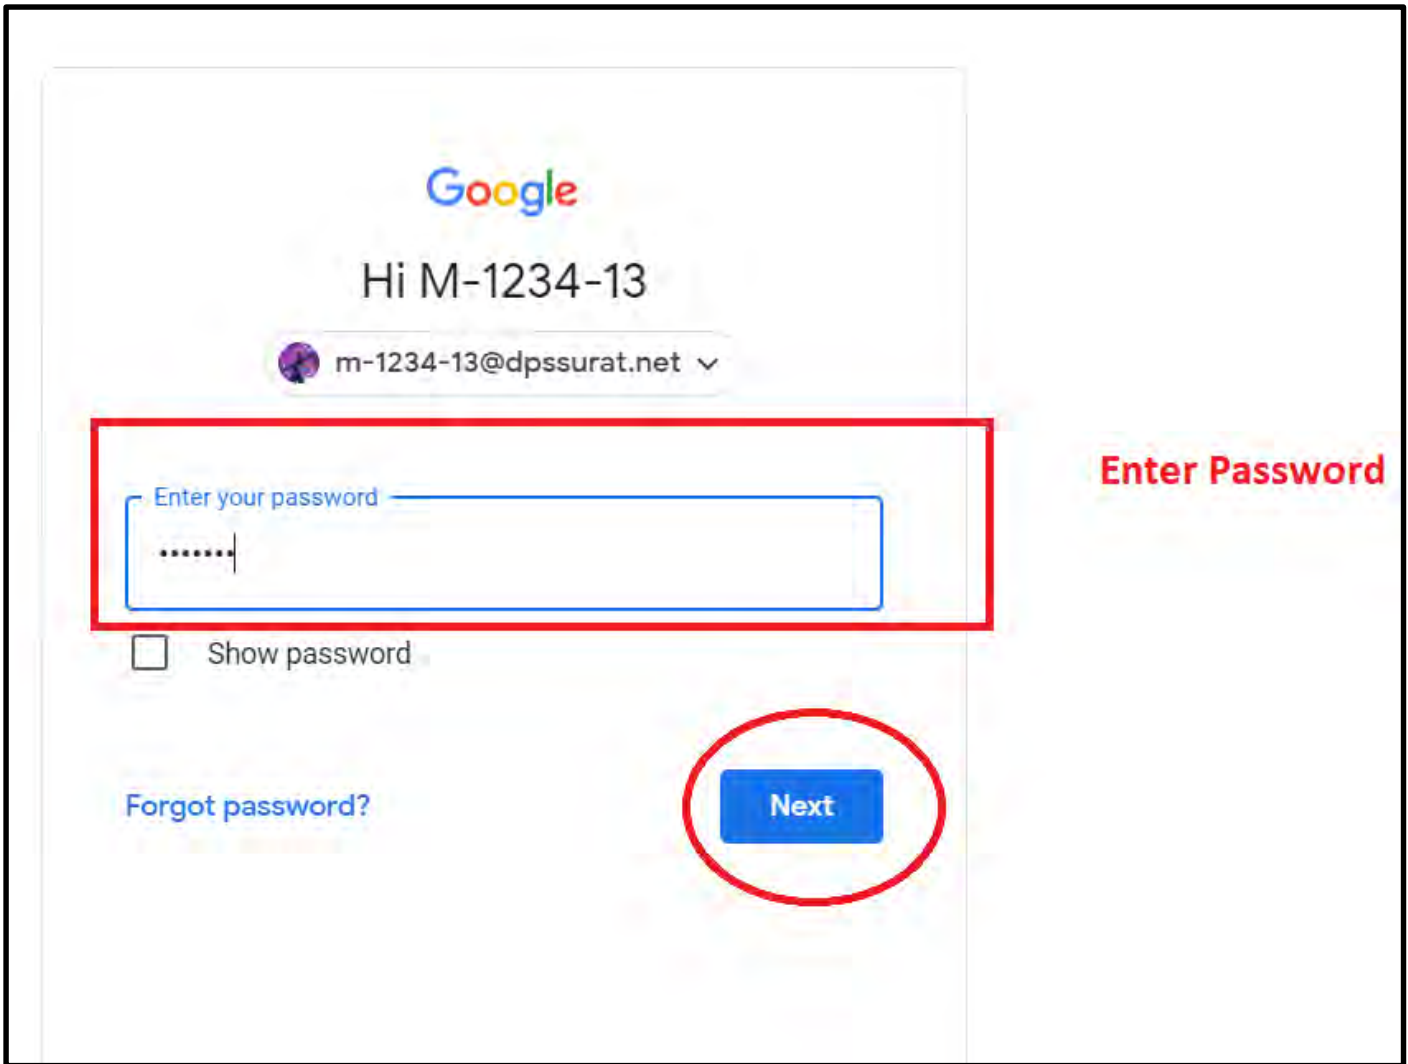 Google
Hi M-1234-13
m-1234-13@dpssurat.net
Enter Password
Enter your password
•••••••
Show password
Forgot password?
Next